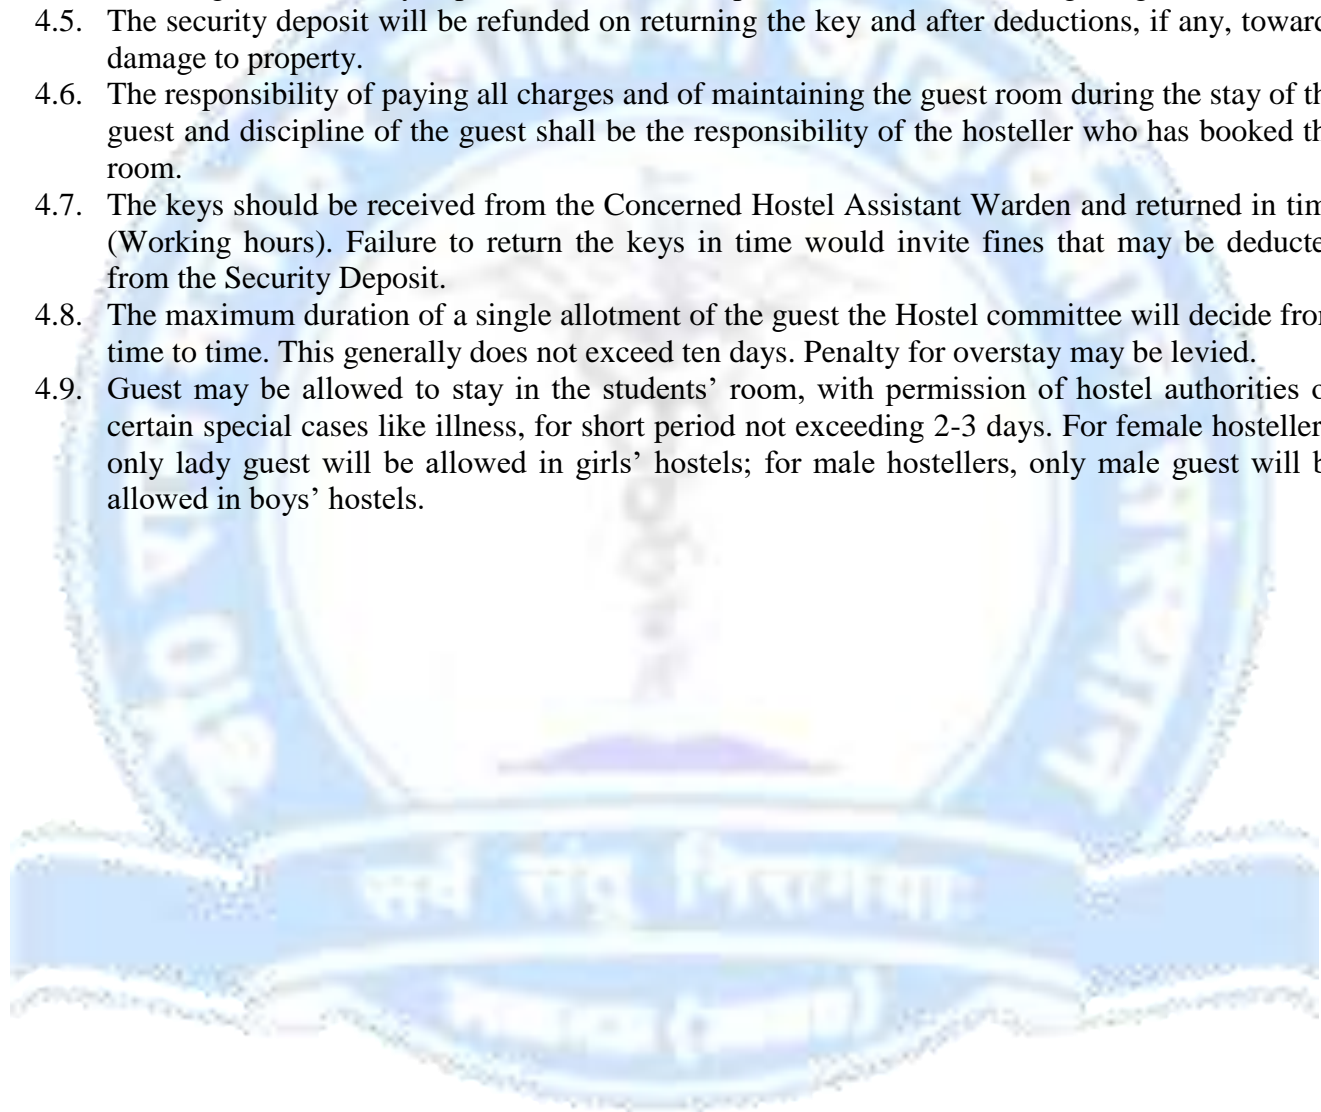 4.5. The security deposit will be refunded on returning the key and after deductions, if any, toward
damage to property.
4.6. The responsibility of paying all charges and of maintaining the guest room during the stay of th
guest and discipline of the guest shall be the responsibility of the hosteller who has booked th
room.
4.7. The keys should be received from the Concerned Hostel Assistant Warden and returned in tim
(Working hours). Failure to return the keys in time would invite fines that may be deducte
from the Security Deposit.
4.8. The maximum duration of a single allotment of the guest the Hostel committee will decide from
time to time. This generally does not exceed ten days. Penalty for overstay may be levied.
4.9. Guest may be allowed to stay in the students’ room, with permission of hostel authorities o
certain special cases like illness, for short period not exceeding 2-3 days. For female hosteller
only lady guest will be allowed in girls’ hostels; for male hostellers, only male guest will b
allowed in boys’ hostels.
सर्वे संतु निरामयाः